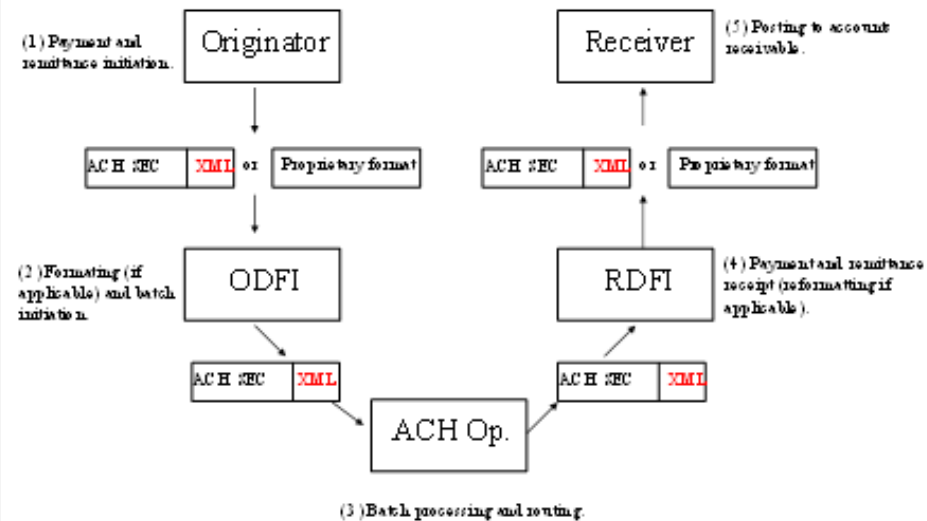 (1) Payment and
remittance initiation.
Originator
ACH SEC XML or Proprietary format
(2) Formating (if
applicable) and batch
initiation.
ODFI
ACH SEC XML
ACH Op.
(3) Batch processing and routing.
ACH SEC XML
RDFI
(4) Payment and remittance
receipt (reformatting if
applicable).
ACH SEC XML or Proprietary format
Receiver
(5) Posting to account
receivable.